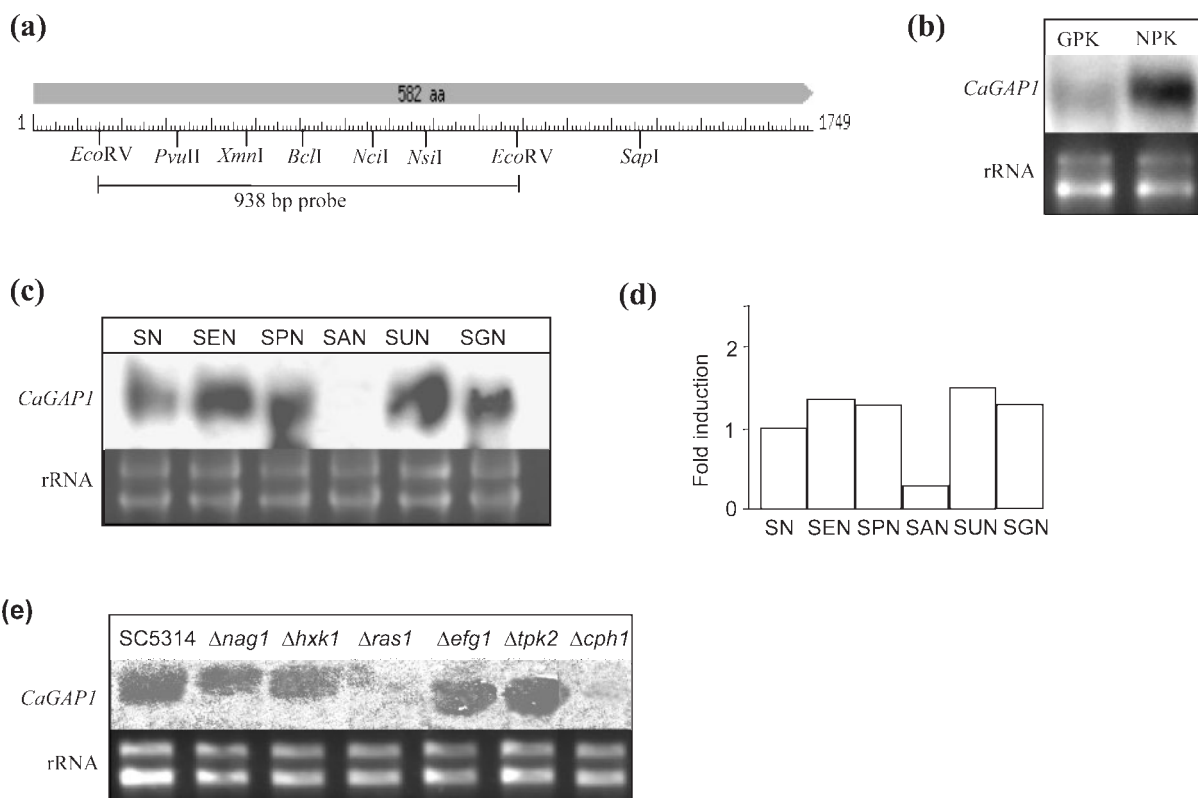 (a)
582 aa
1 1749
EcoRV PvuII XmnI BclI NciI NsiI EcoRV SapI
938 bp probe
(b)
GPK NPK
CaGAP1
rRNA
(c)
SN SEN SPN SAN SUN SGN
CaGAP1
rRNA
(d)
2
1
0
Fold induction
SN SEN SPN SAN SUN SGN
(e)
SC5314 Δnag1 Δhxk1 Δras1 Δefg1 Δtpk2 Δcph1
CaGAP1
rRNA